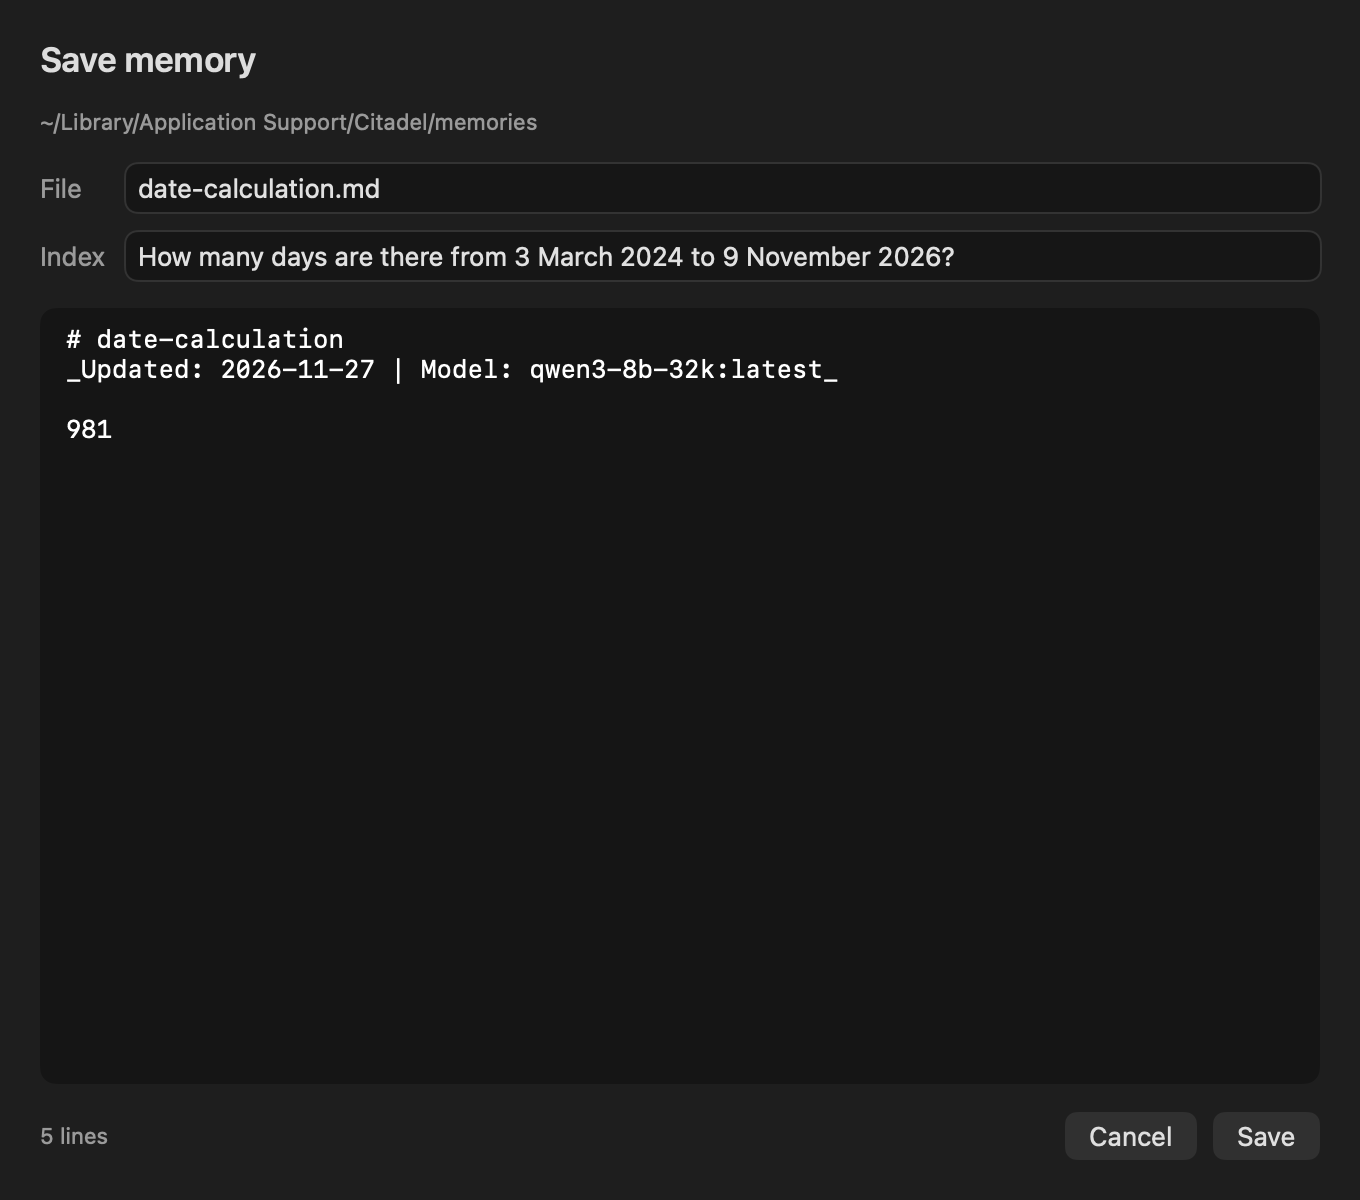 Save memory
~/Library/Application Support/Citadel/memories
File date-calculation.md
Index How many days are there from 3 March 2024 to 9 November 2026?
# date-calculation
_Updated: 2026-11-27 | Model: qwen3-8b-32k:latest_
981
5 lines Cancel Save